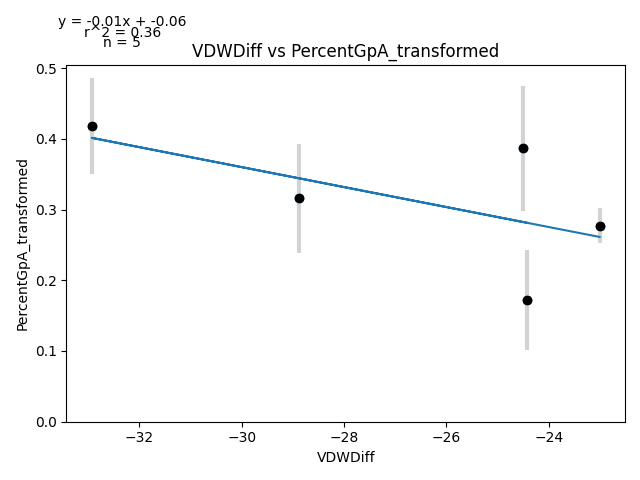 y = -0.01x + -0.06
r^2 = 0.36
n = 5
VDWDiff vs PercentGpA_transformed
PercentGpA_transformed
0.5
0.4
0.3
0.2
0.1
0.0
−32
−30
−28
−26
−24
VDWDiff